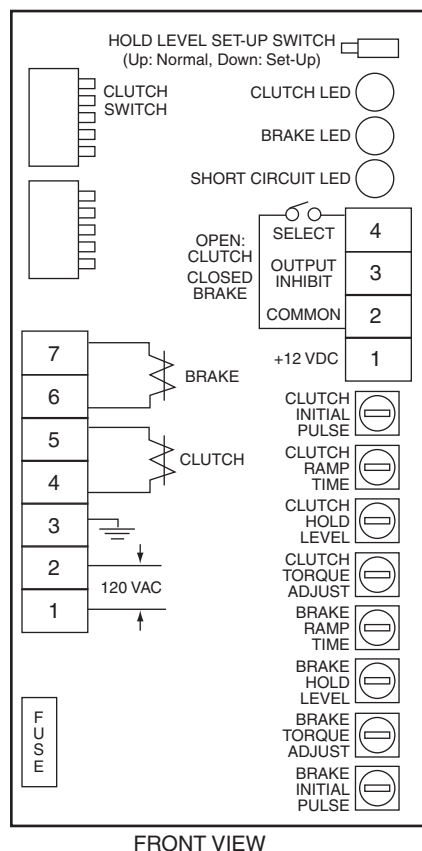 HOLD LEVEL SET-UP SWITCH
(Up: Normal, Down: Set-Up)
CLUTCH
SWITCH
CLUTCH LED
BRAKE LED
SHORT CIRCUIT LED
OPEN:
CLUTCH
CLOSED
BRAKE
SELECT
4
OUTPUT
INHIBIT
3
COMMON
2
+12 VDC
1
7
6
BRAKE
5
4
CLUTCH
3
2
1
120 VAC
CLUTCH
INITIAL
PULSE
CLUTCH
RAMP
TIME
CLUTCH
HOLD
LEVEL
CLUTCH
TORQUE
ADJUST
BRAKE
RAMP
TIME
BRAKE
HOLD
LEVEL
BRAKE
TORQUE
ADJUST
BRAKE
INITIAL
PULSE
F
U
S
E
FRONT VIEW